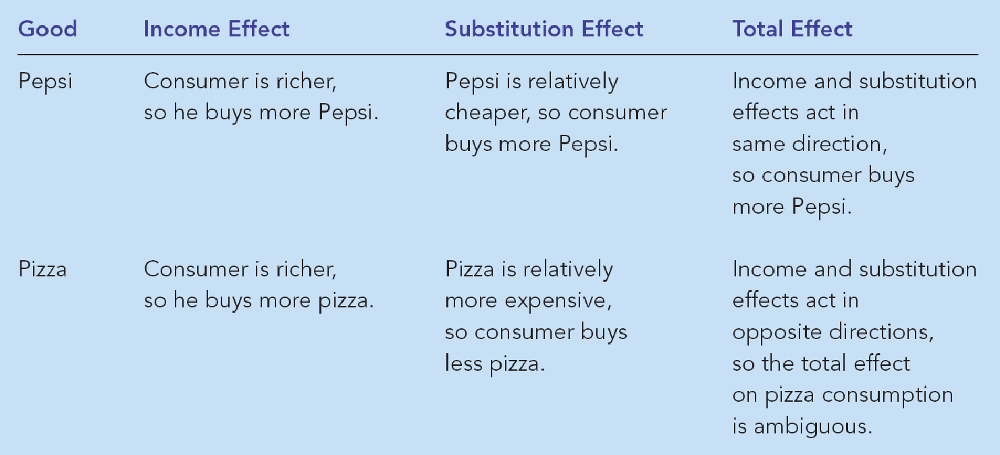 Good Income Effect Substitution Effect Total Effect
Pepsi
Consumer is richer,
so he buys more Pepsi.
Pepsi is relatively
cheaper, so consumer
buys more Pepsi.
Income and substitution
effects act in
same direction,
so consumer buys
more Pepsi.
Pizza
Consumer is richer,
so he buys more pizza.
Pizza is relatively
more expensive,
so consumer buys
less pizza.
Income and substitution
effects act in
opposite directions,
so the total effect
on pizza consumption
is ambiguous.